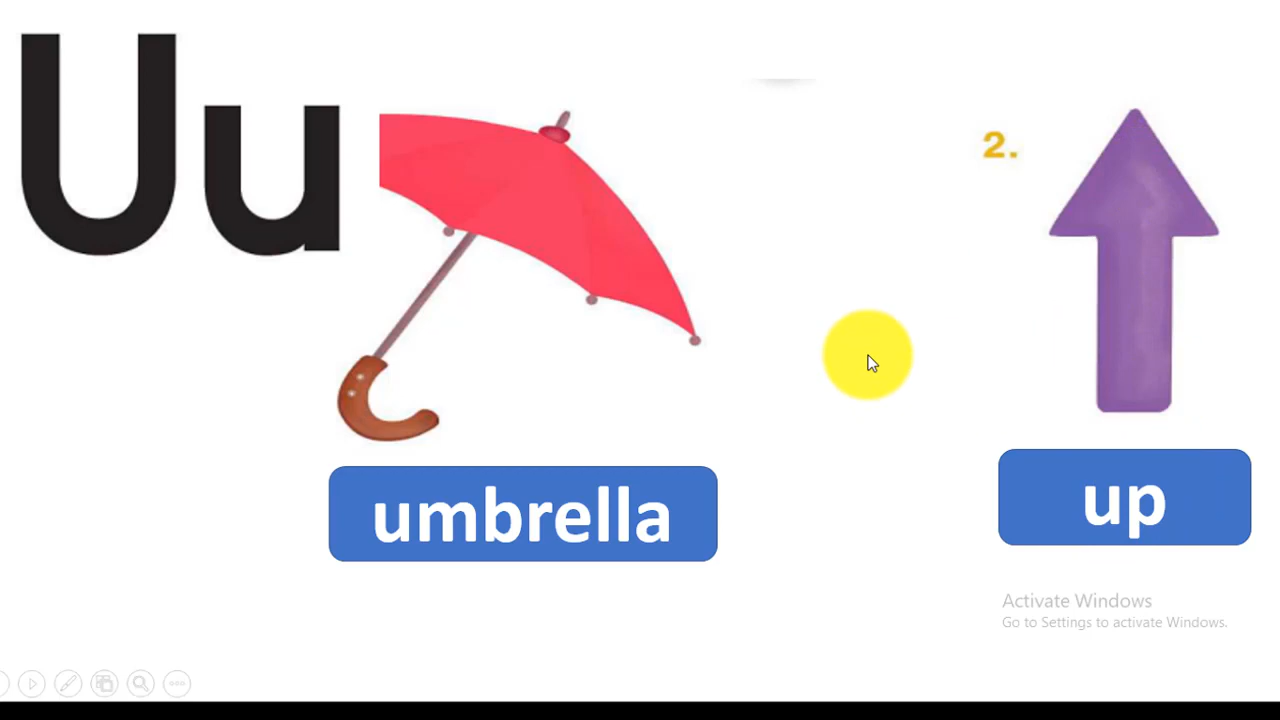 Uu
2.
umbrella
up
Activate Windows
Go to Settings to activate Windows.